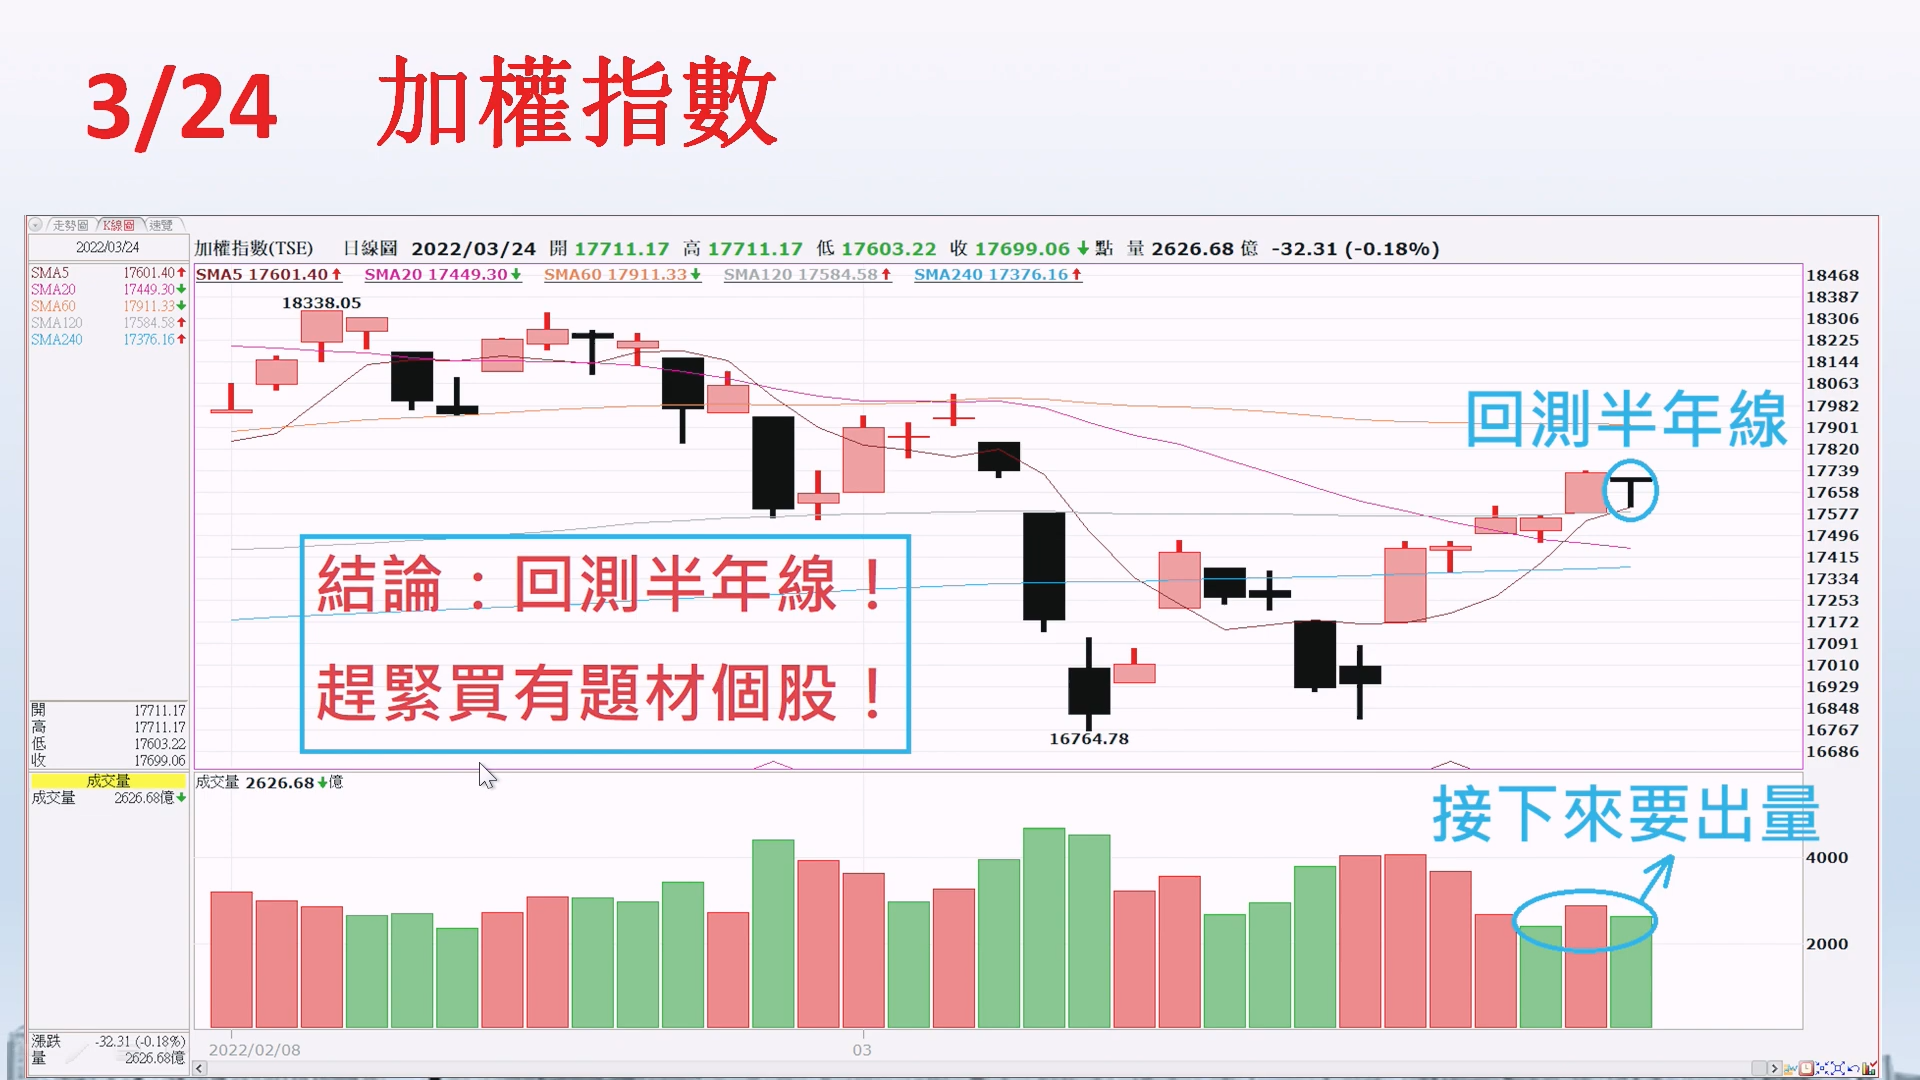 3/24 加權指數
走勢圖 K線圖 速覽
2022/03/24
SMA5 17601.40
SMA20 17449.30
SMA60 17911.33
SMA120 17584.58
SMA240 17376.16
開 17711.17
高 17711.17
低 17603.22
收 17699.06
成交量
成交量 2626.68億
漲跌 -32.31 (-0.18%)
量 2626.68億
加權指數(TSE) 日線圖 2022/03/24 開 17711.17 高 17711.17 低 17603.22 收 17699.06 點 量 2626.68 億 -32.31 (-0.18%)
SMA5 17601.40 SMA20 17449.30 SMA60 17911.33 SMA120 17584.58 SMA240 17376.16
18338.05
回測半年線
結論：回測半年線！
趕緊買有題材個股！
16764.78
18468
18387
18306
18225
18144
18063
17982
17901
17820
17739
17658
17577
17496
17415
17334
17253
17172
17091
17010
16929
16848
16767
16686
成交量 2626.68億
接下來要出量
4000
2000
2022/02/08 03